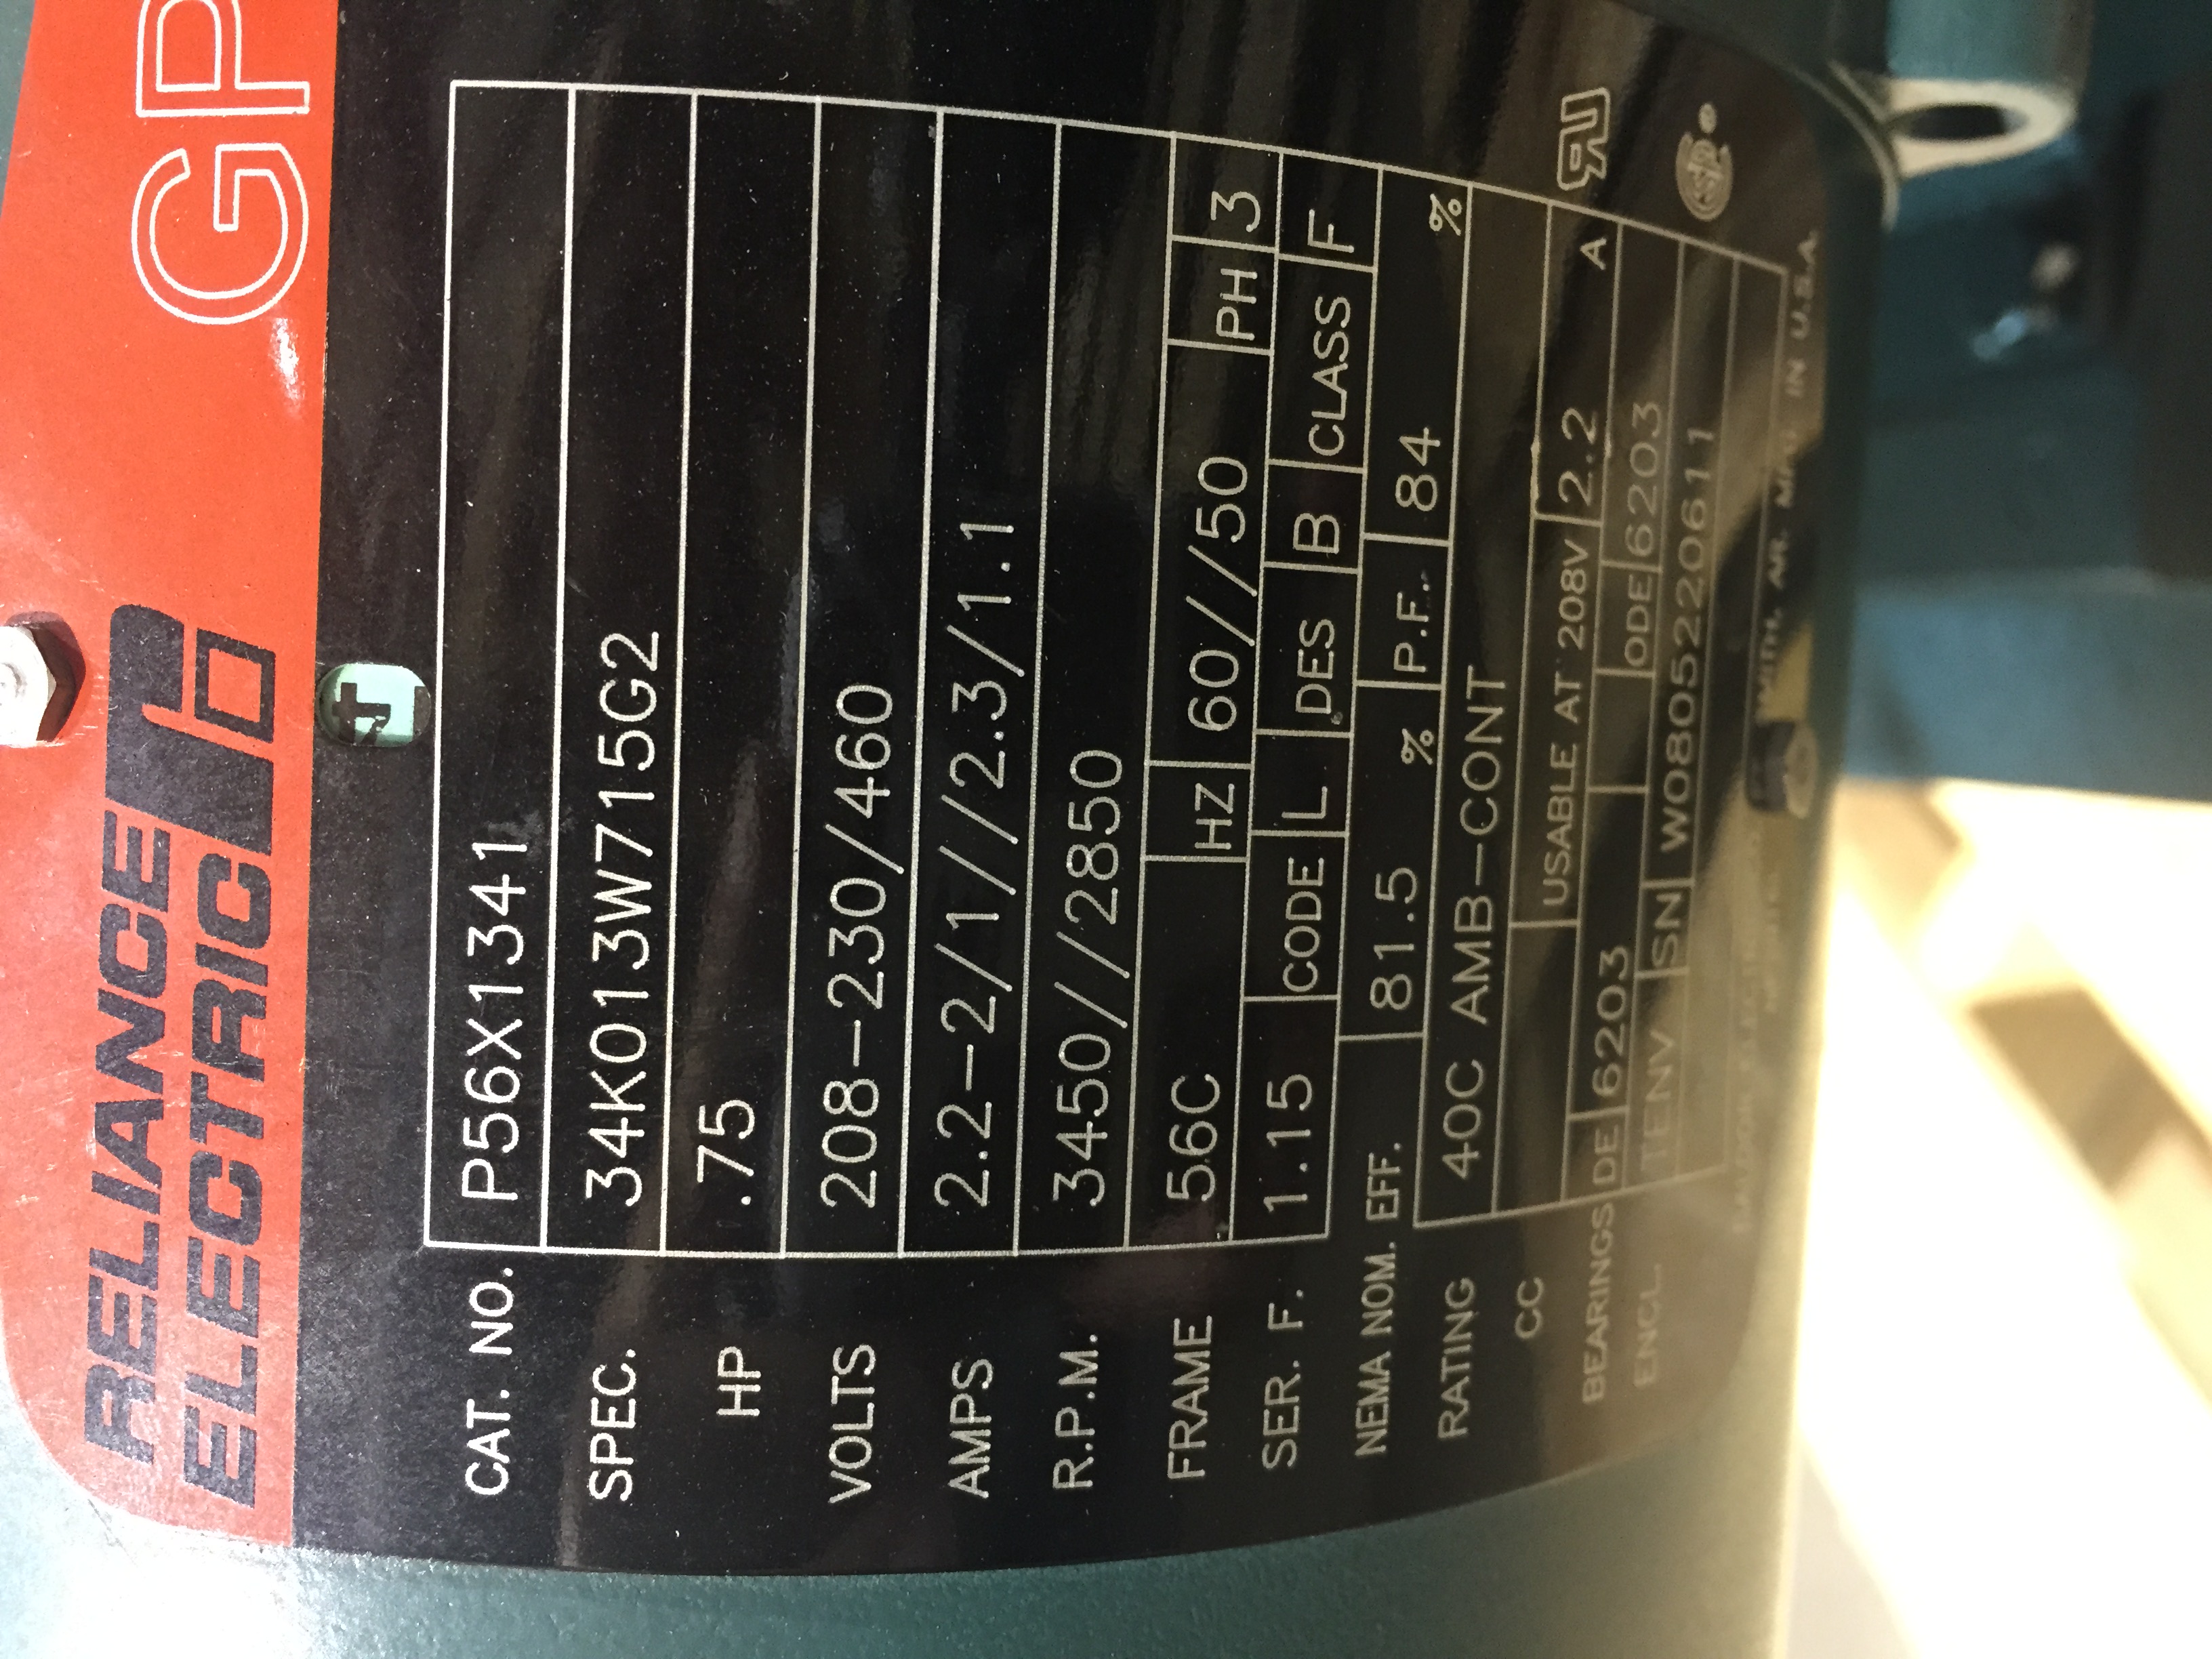 RELIANCE
ELECTRIC
GP
CAT. NO. P56X1341
SPEC. 34K013W715G2
HP .75
VOLTS 208-230/460
AMPS 2.2-2/1//2.3/1.1
R.P.M. 3450//2850
FRAME 56C HZ 60//50 PH 3
SER. F. 1.15 CODE L DES B CLASS F
NEMA NOM. EFF. 81.5 % P.F. 84 %
RATING 40C AMB-CONT
CC USABLE AT 208V 2.2 A
BEARINGS DE 6203 ODE 6203
ENCL. TENV SN W0805220611
AR. MFG. IN U.S.A.